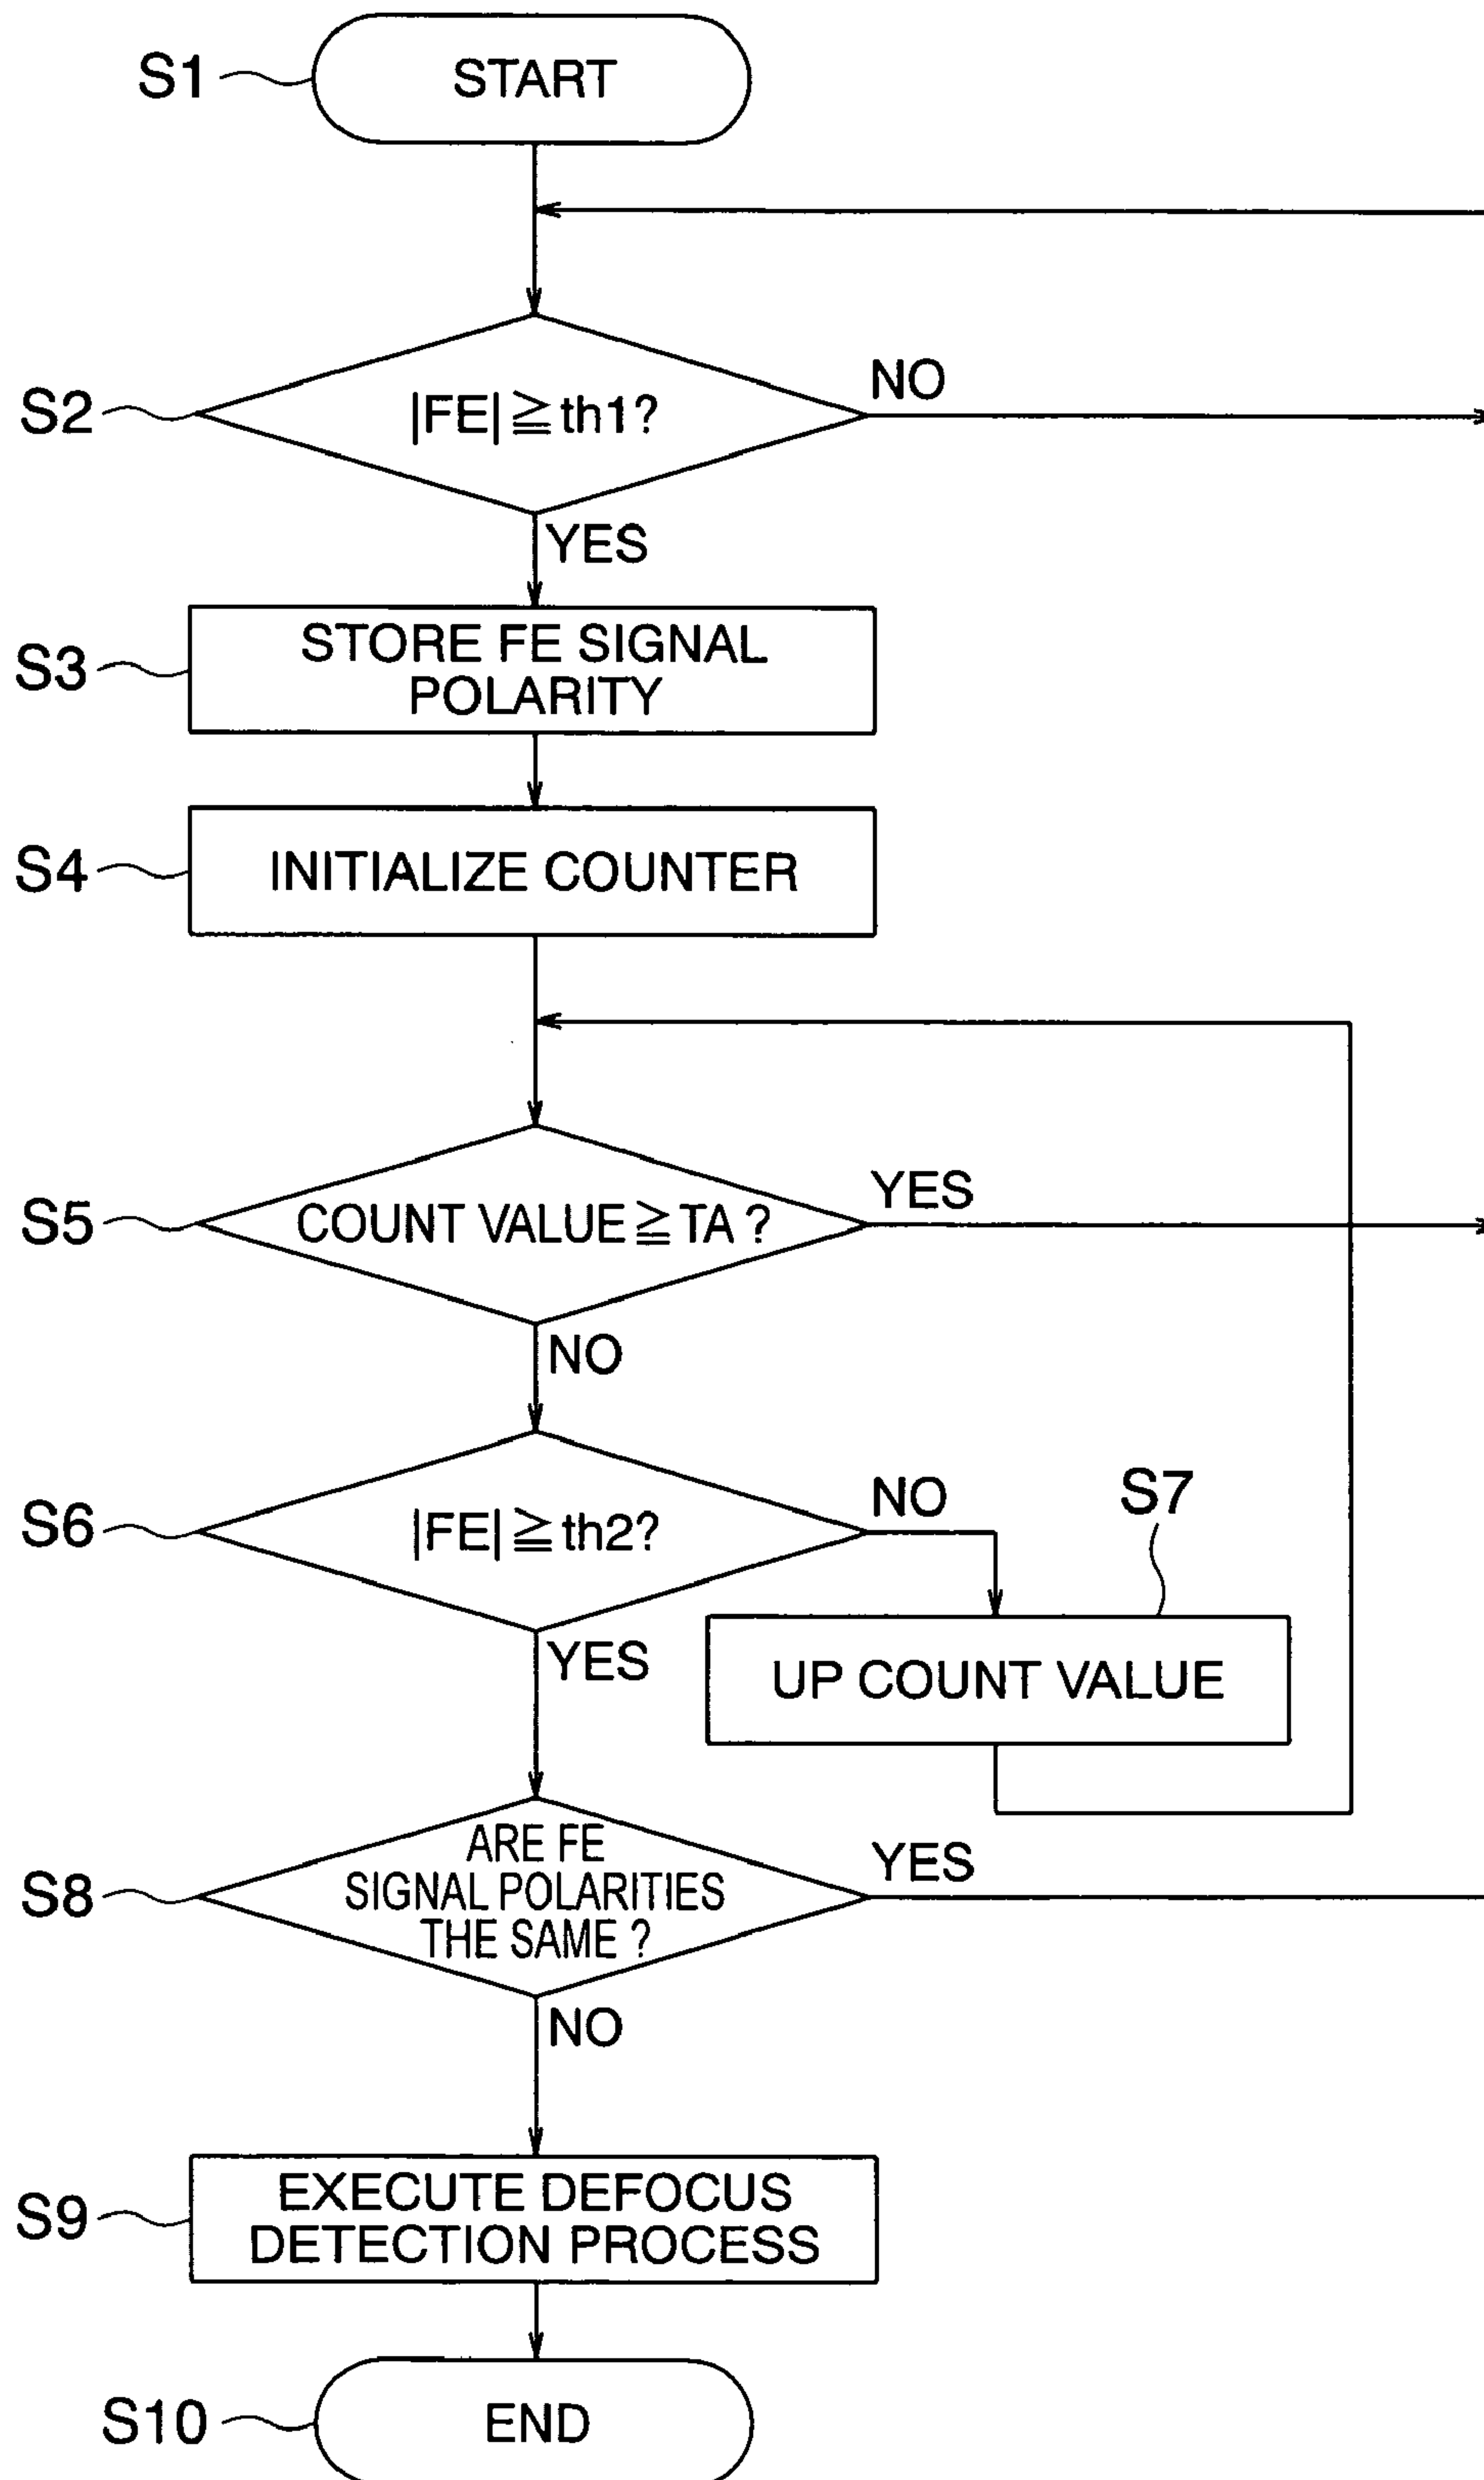 S1
START
S2
|FE| ≧ th1?
NO
YES
S3
STORE FE SIGNAL
POLARITY
S4
INITIALIZE COUNTER
S5
COUNT VALUE ≧ TA ?
YES
NO
S6
|FE| ≧ th2?
NO
S7
YES
UP COUNT VALUE
S8
ARE FE
SIGNAL POLARITIES
THE SAME ?
YES
NO
S9
EXECUTE DEFOCUS
DETECTION PROCESS
S10
END